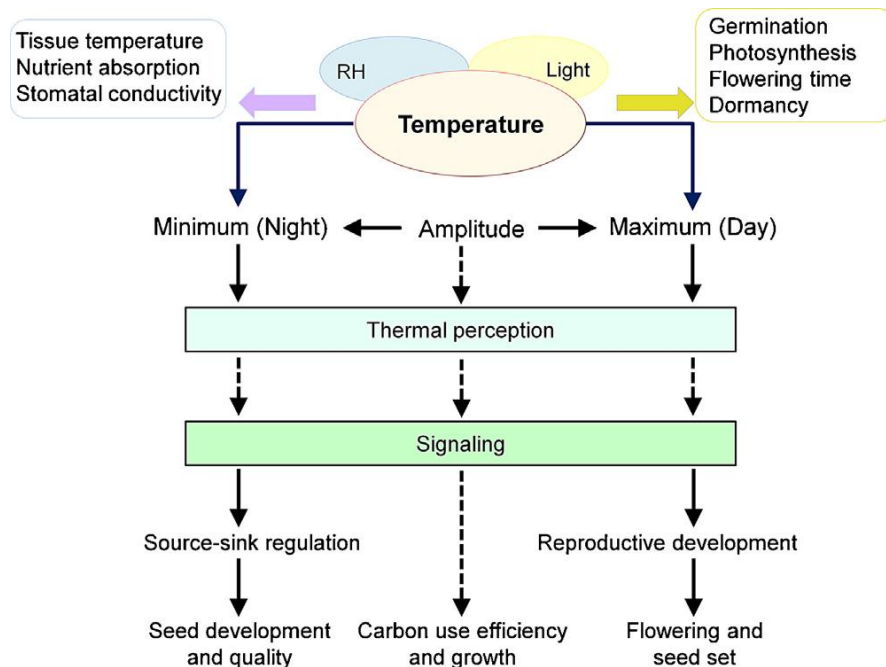 Tissue temperature
Nutrient absorption
Stomatal conductivity
RH
Light
Germination
Photosynthesis
Flowering time
Dormancy
Temperature
Minimum (Night)
Amplitude
Maximum (Day)
Thermal perception
Signaling
Source-sink regulation
Reproductive development
Seed development
and quality
Carbon use efficiency
and growth
Flowering and
seed set